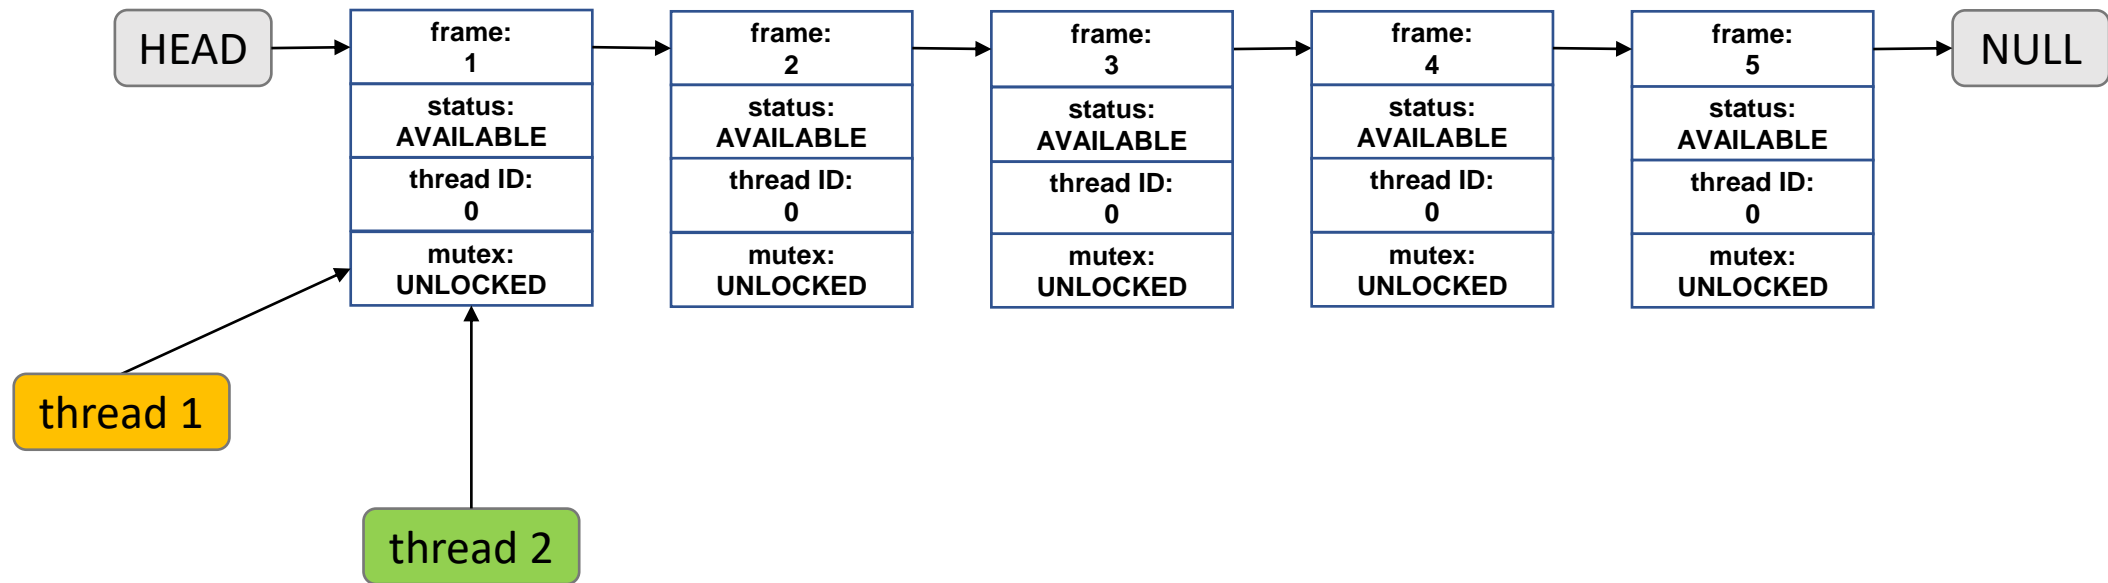 HEAD
frame:
1
status:
AVAILABLE
thread ID:
0
mutex:
UNLOCKED
frame:
2
status:
AVAILABLE
thread ID:
0
mutex:
UNLOCKED
frame:
3
status:
AVAILABLE
thread ID:
0
mutex:
UNLOCKED
frame:
4
status:
AVAILABLE
thread ID:
0
mutex:
UNLOCKED
frame:
5
status:
AVAILABLE
thread ID:
0
mutex:
UNLOCKED
NULL
thread 1
thread 2